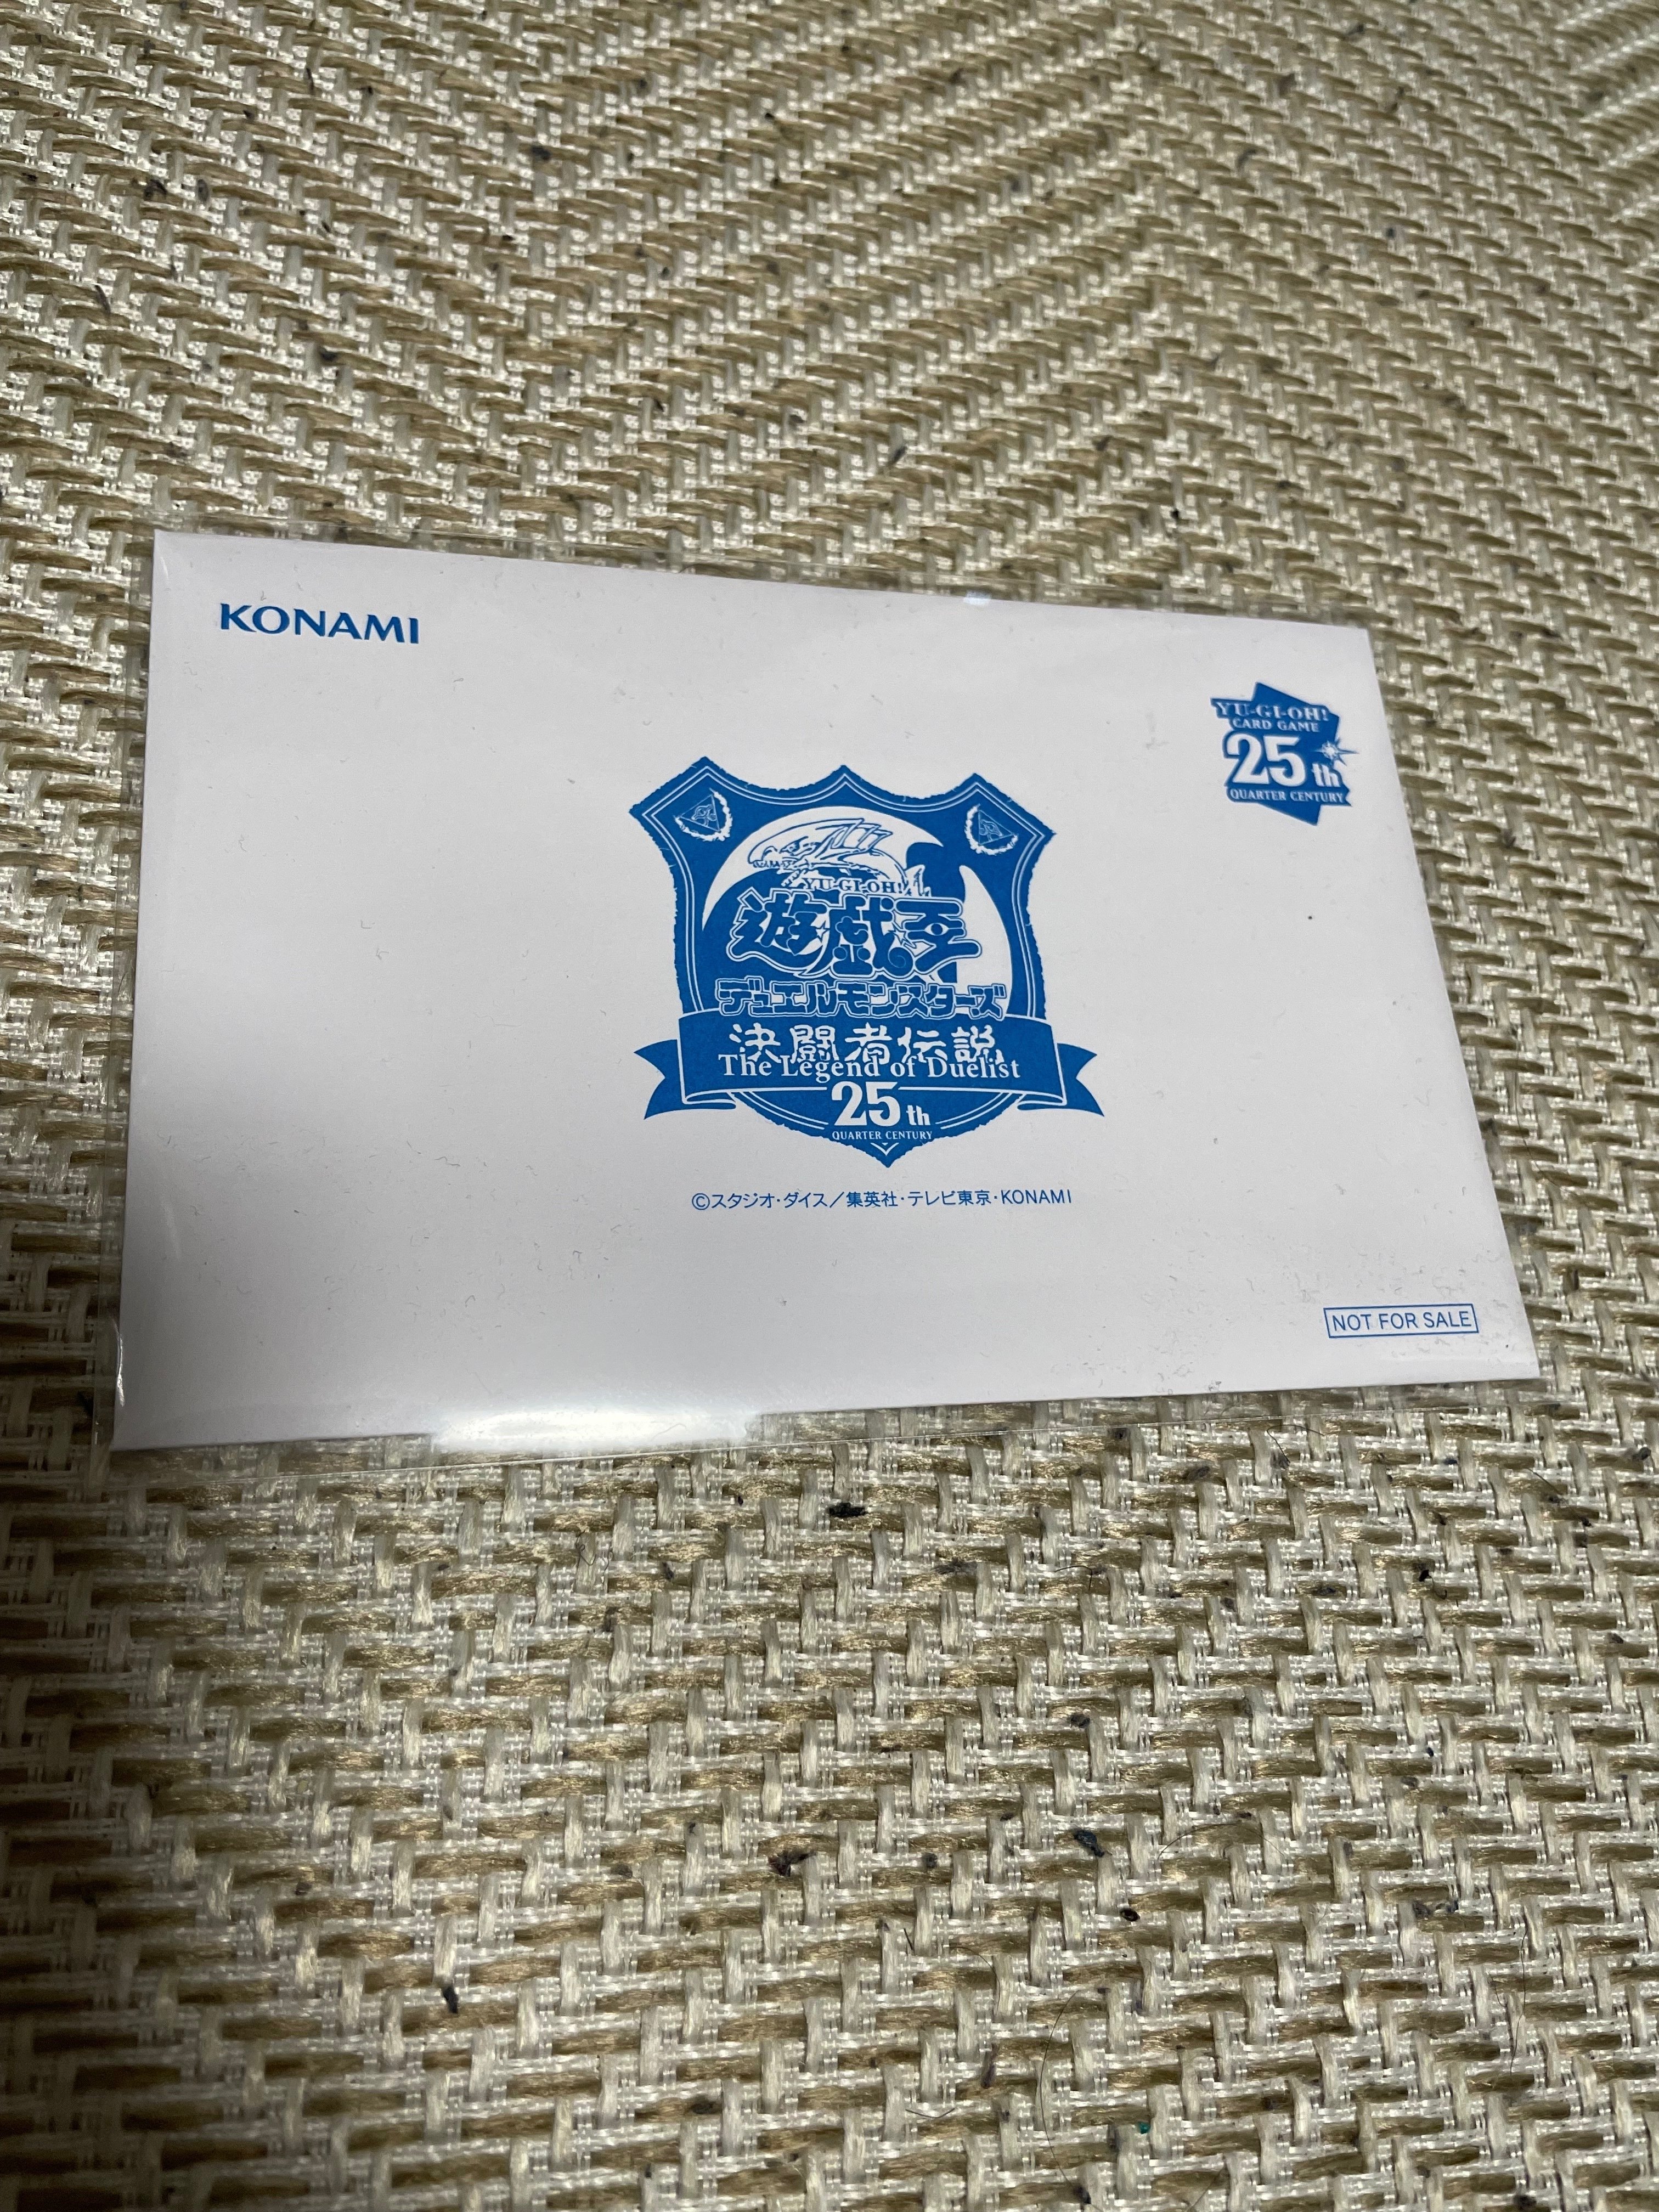 KONAMI
YU-GI-OH!
CARD GAME
25th
QUARTER CENTURY
YU-GI-OH!
遊戯王
デュエルモンスターズ
決闘者伝説
The Legend of Duelist
25th
QUARTER CENTURY
©スタジオ・ダイス/集英社・テレビ東京・KONAMI
NOT FOR SALE